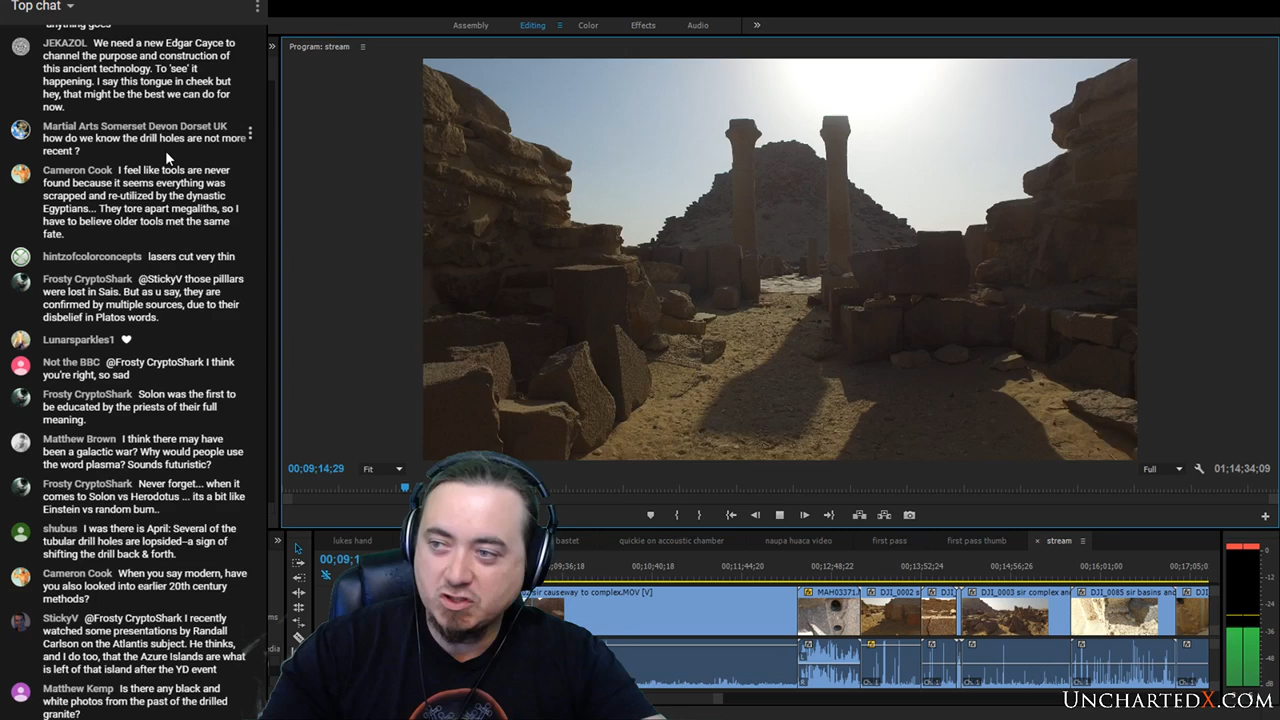 Top chat
anything goes
JEKAZOL We need a new Edgar Cayce to
channel the purpose and construction of
this ancient technology. To 'see' it
happening. I say this tongue in cheek but
hey, that might be the best we can do for
now.
Martial Arts Somerset Devon Dorset UK
how do we know the drill holes are not more
recent ?
Cameron Cook I feel like tools are never
found because it seems everything was
scrapped and re-utilized by the dynastic
Egyptians... They tore apart megaliths, so I
have to believe older tools met the same
fate.
hintzofcolorconcepts lasers cut very thin
Frosty CryptoShark @StickyV those pilllars
were lost in Sais. But as u say, they are
confirmed by multiple sources, due to their
disbelief in Platos words.
Lunarsparkles1
Not the BBC @Frosty CryptoShark I think
you're right, so sad
Frosty CryptoShark Solon was the first to
be educated by the priests of their full
meaning.
Matthew Brown I think there may have
been a galactic war? Why would people use
the word plasma? Sounds futuristic?
Frosty CryptoShark Never forget... when it
comes to Solon vs Herodotus ... its a bit like
Einstein vs random bum..
shubus I was there is April: Several of the
tubular drill holes are lopsided–a sign of
shifting the drill back & forth.
Cameron Cook When you say modern, have
you also looked into earlier 20th century
methods?
StickyV @Frosty CryptoShark I recently
watched some presentations by Randall
Carlson on the Atlantis subject. He thinks,
and I do too, that the Azure Islands are what
is left of that island after the YD event
Matthew Kemp Is there any black and
white photos from the past of the drilled
granite?
Assembly Editing Color Effects Audio
Program: stream
00;09;14;29 Fit Full 01;14;34;09
lukes hand bastet quickie on accoustic chamber naupa huaca video first pass first pass thumb stream
00;09;1
9;36;18 00;10;40;18 00;11;44;20 00;12;48;22 00;13;52;24 00;14;56;26 00;16;01;00 00;17;05;0
sir causeway to complex.MOV [V] MAH03371. DJI_0002 s DJI DJI_0003 sir complex an DJI_0085 sir basins and DJI
Ch. 1
0
-12
-24
-36
-48
dB
UnchartedX.com